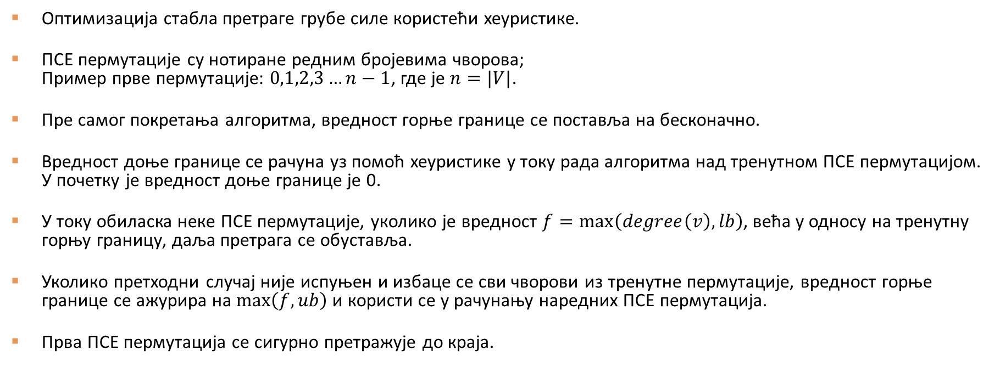 ▪ Оптимизација стабла претраге грубе силе користећи хеуристике.
▪ ПСЕ пермутације су нотиране редним бројевима чворова;
Пример прве пермутације: 0,1,2,3 … n − 1, где је n = |V|.
▪ Пре самог покретања алгоритма, вредност горње границе се поставља на бесконачно.
▪ Вредност доње границе се рачуна уз помоћ хеуристике у току рада алгоритма над тренутном ПСЕ пермутацијом.
У почетку је вредност доње границе је 0.
▪ У току обиласка неке ПСЕ пермутације, уколико је вредност f = max(degree(v), lb), већа у односу на тренутну
горњу границу, даља претрага се обуставља.
▪ Уколико претходни случај није испуњен и избаце се сви чворови из тренутне пермутације, вредност горње
границе се ажурира на max(f, ub) и користи се у рачунању наредних ПСЕ пермутација.
▪ Прва ПСЕ пермутација се сигурно претражује до краја.